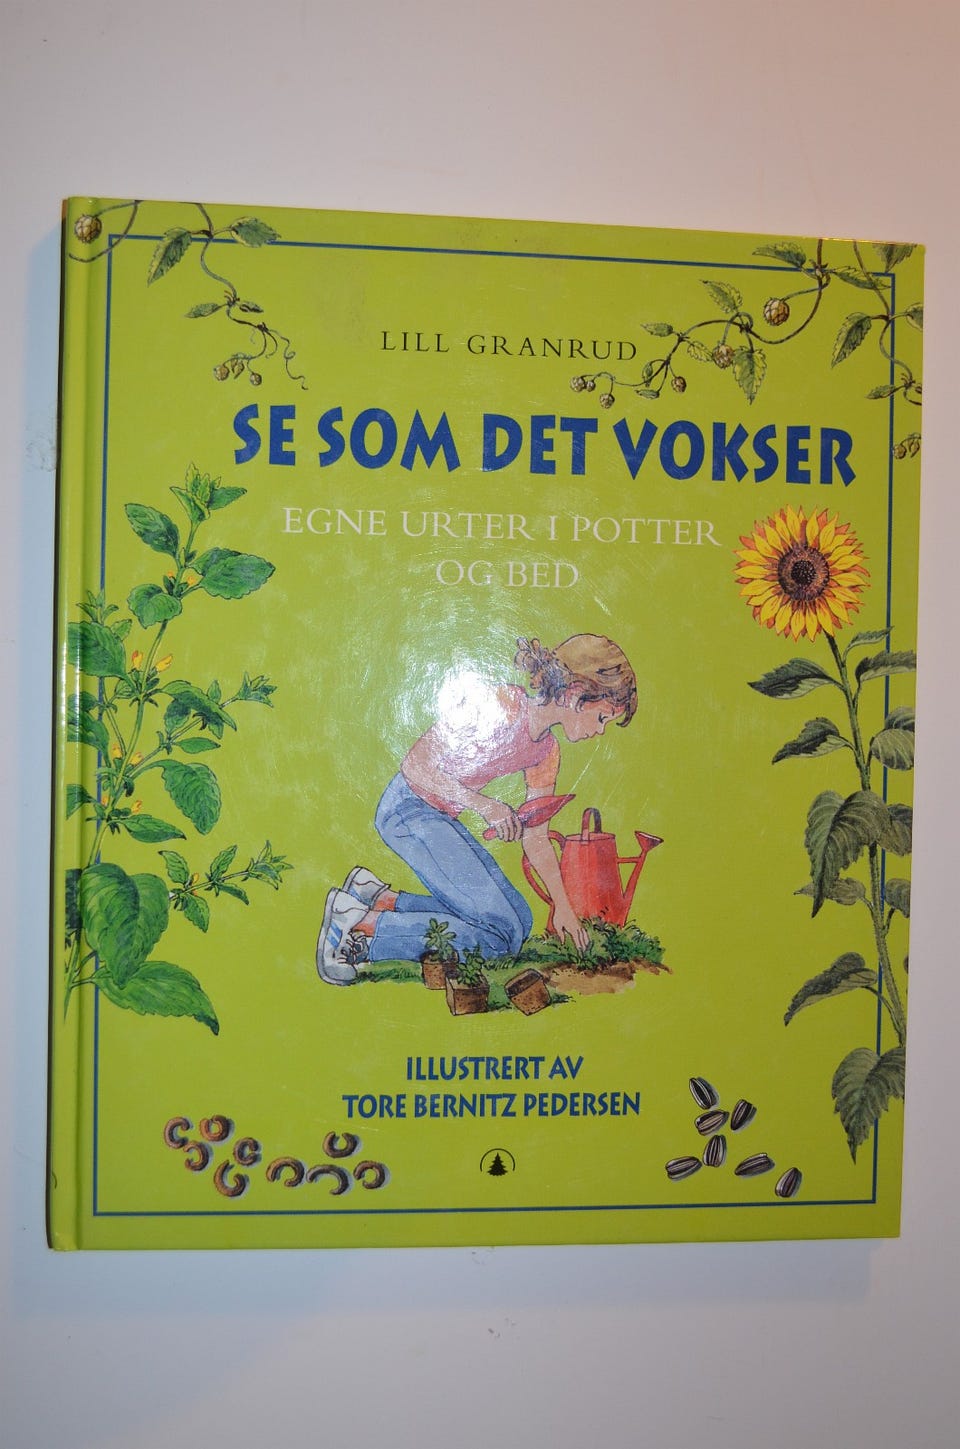 LILL GRANRUD
SE SOM DET VOKSER
EGNE URTER I POTTER
OG BED
ILLUSTRERT AV
TORE BERNITZ PEDERSEN